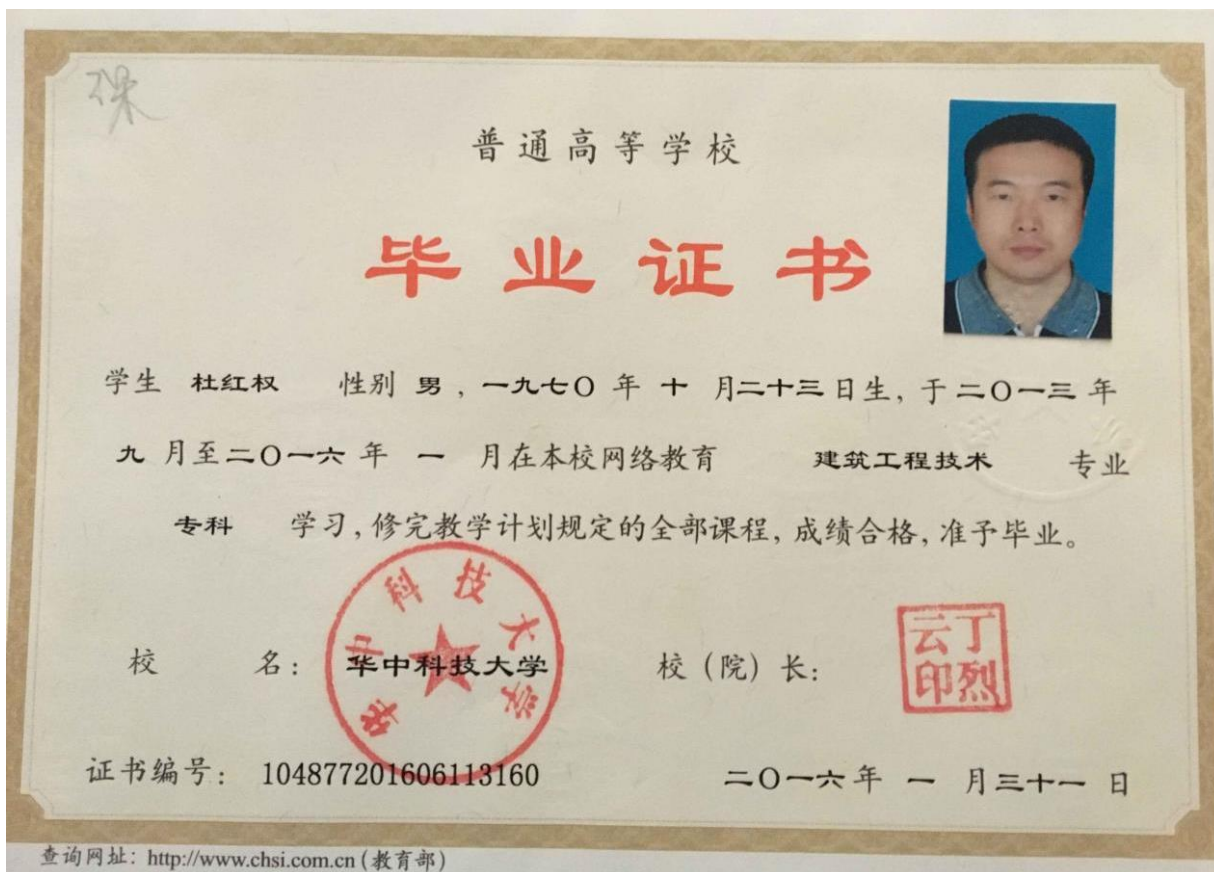 普通高等学校
毕业证书
学生 杜红权 性别 男，一九七〇 年 十 月二十三日生，于二〇一三 年
九 月至二〇一六 年 一 月在本校网络教育 建筑工程技术 专业
专科 学习，修完教学计划规定的全部课程，成绩合格，准予毕业。
华中科技大学
校 名： 华中科技大学 校（院）长：
丁烈云印
证书编号： 104877201606113160 二〇一六年 一 月三十一 日
查询网址：http://www.chsi.com.cn（教育部）